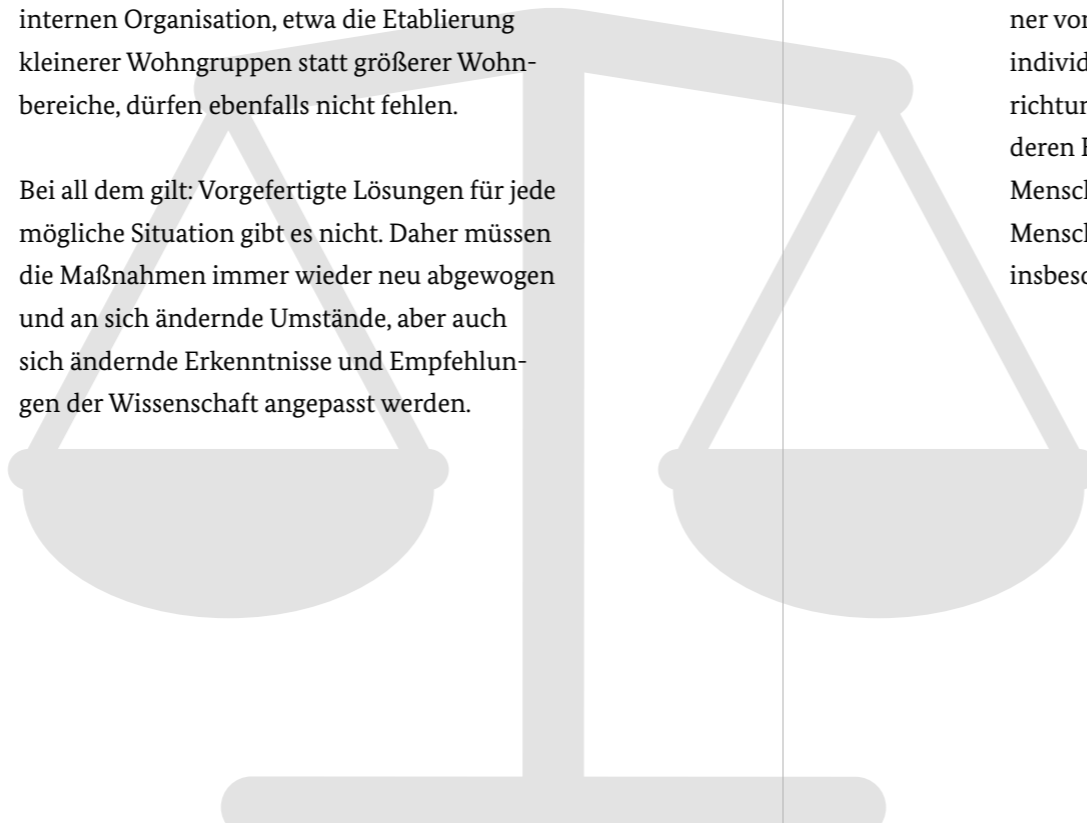 internen Organisation, etwa die Etablierung
kleinerer Wohngruppen statt größerer Wohn-
bereiche, dürfen ebenfalls nicht fehlen.
Bei all dem gilt: Vorgefertigte Lösungen für jede
mögliche Situation gibt es nicht. Daher müssen
die Maßnahmen immer wieder neu abgewogen
und an sich ändernde Umstände, aber auch
sich ändernde Erkenntnisse und Empfehlun-
gen der Wissenschaft angepasst werden.
ner
deren